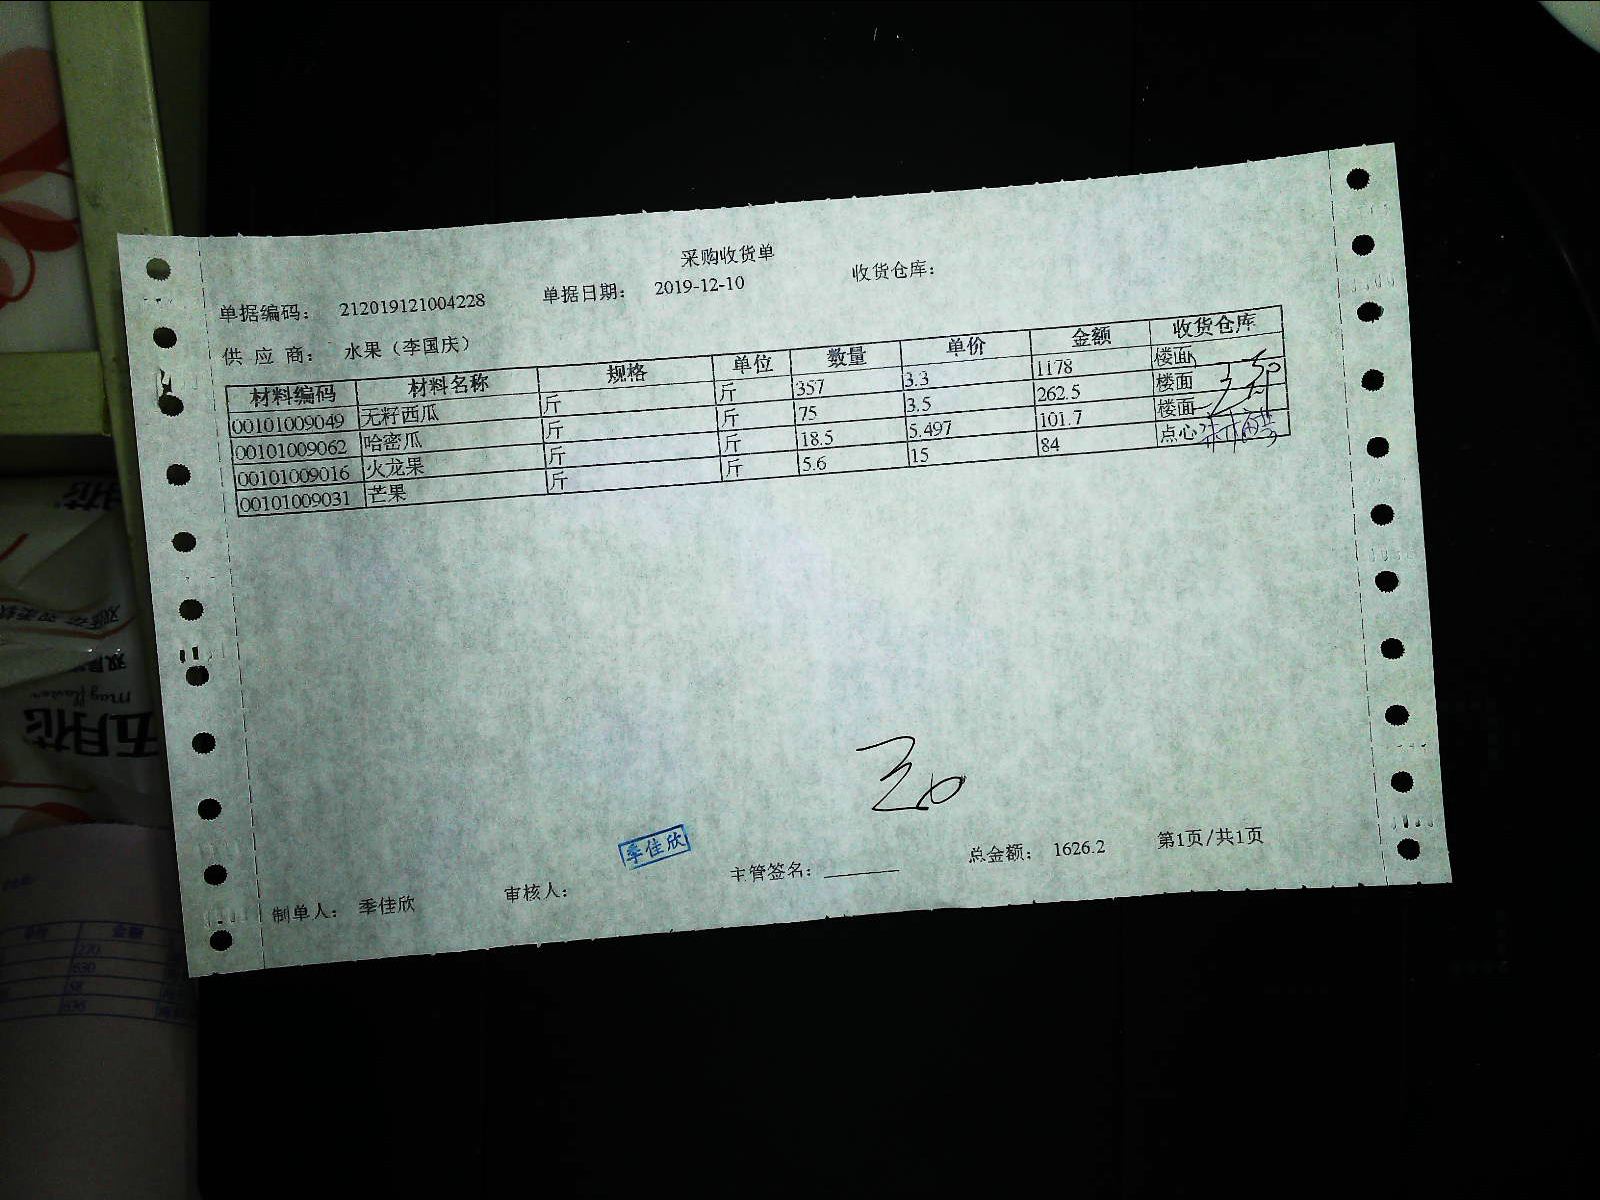 采购收货单
单据编码： 212019121004228 单据日期： 2019-12-10 收货仓库：
供 应 商： 水果（李国庆）
材料编码 材料名称 规格 单位 数量 单价 金额 收货仓库
00101009049 无籽西瓜 斤 斤 357 3.3 1178 楼面
00101009062 哈密瓜 斤 斤 75 3.5 262.5 楼面
00101009016 火龙果 斤 斤 18.5 5.497 101.7 楼面
00101009031 芒果 斤 斤 5.6 15 84 点心
季佳欣
制单人： 季佳欣 审核人： 主管签名： 总金额： 1626.2 第1页/共1页
五月花